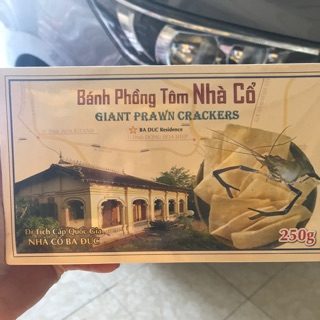 Bánh Phồng Tôm Nhà Cổ
GIANT PRAWN CRACKERS
BA DUC Residence
Di Tích Cấp Quốc Gia
NHÀ CỔ BA ĐỨC
250g